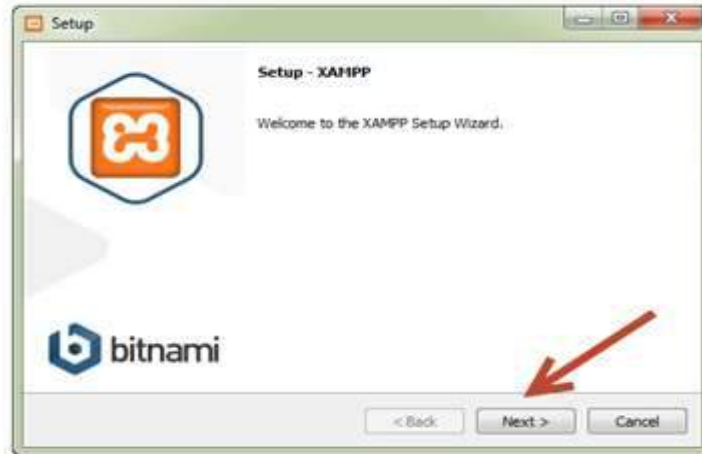 Setup
Setup - XAMPP
Welcome to the XAMPP Setup Wizard.
bitnami
< Back
Next >
Cancel